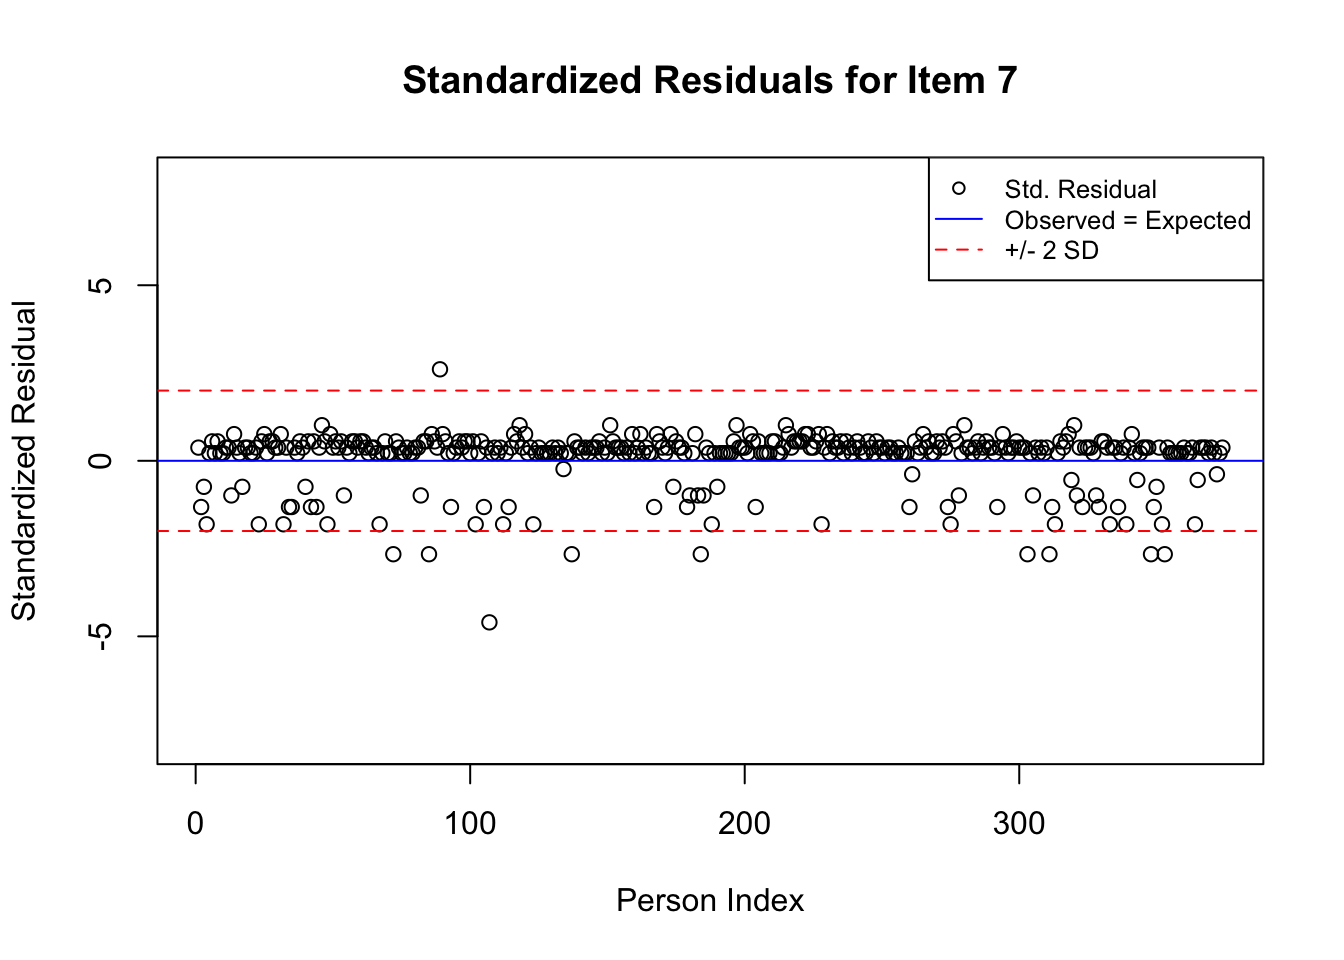 Standardized Residuals for Item 7
Std. Residual
Observed = Expected
+/- 2 SD
Standardized Residual
5
0
-5
0 100 200 300
Person Index